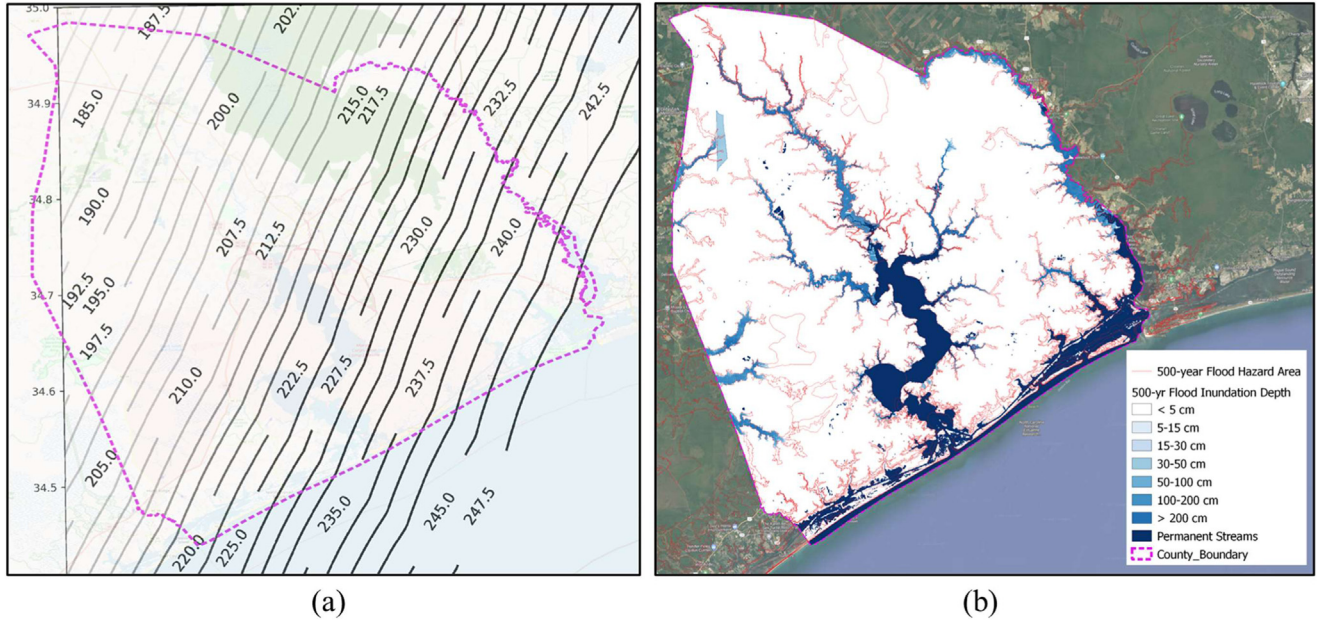 35.0
187.5
202.
34.9
185.0
200.0
215.0
217.5
232.5
242.5
34.8
190.0
207.5
212.5
230.0
240.0
34.7
192.5
195.0
197.5
34.6
210.0
222.5
227.5
237.5
34.5
205.0
220.0
225.0
235.0
245.0
247.5
500-year Flood Hazard Area
500-yr Flood Inundation Depth
< 5 cm
5-15 cm
15-30 cm
30-50 cm
50-100 cm
100-200 cm
> 200 cm
Permanent Streams
County_Boundary
(a)
(b)